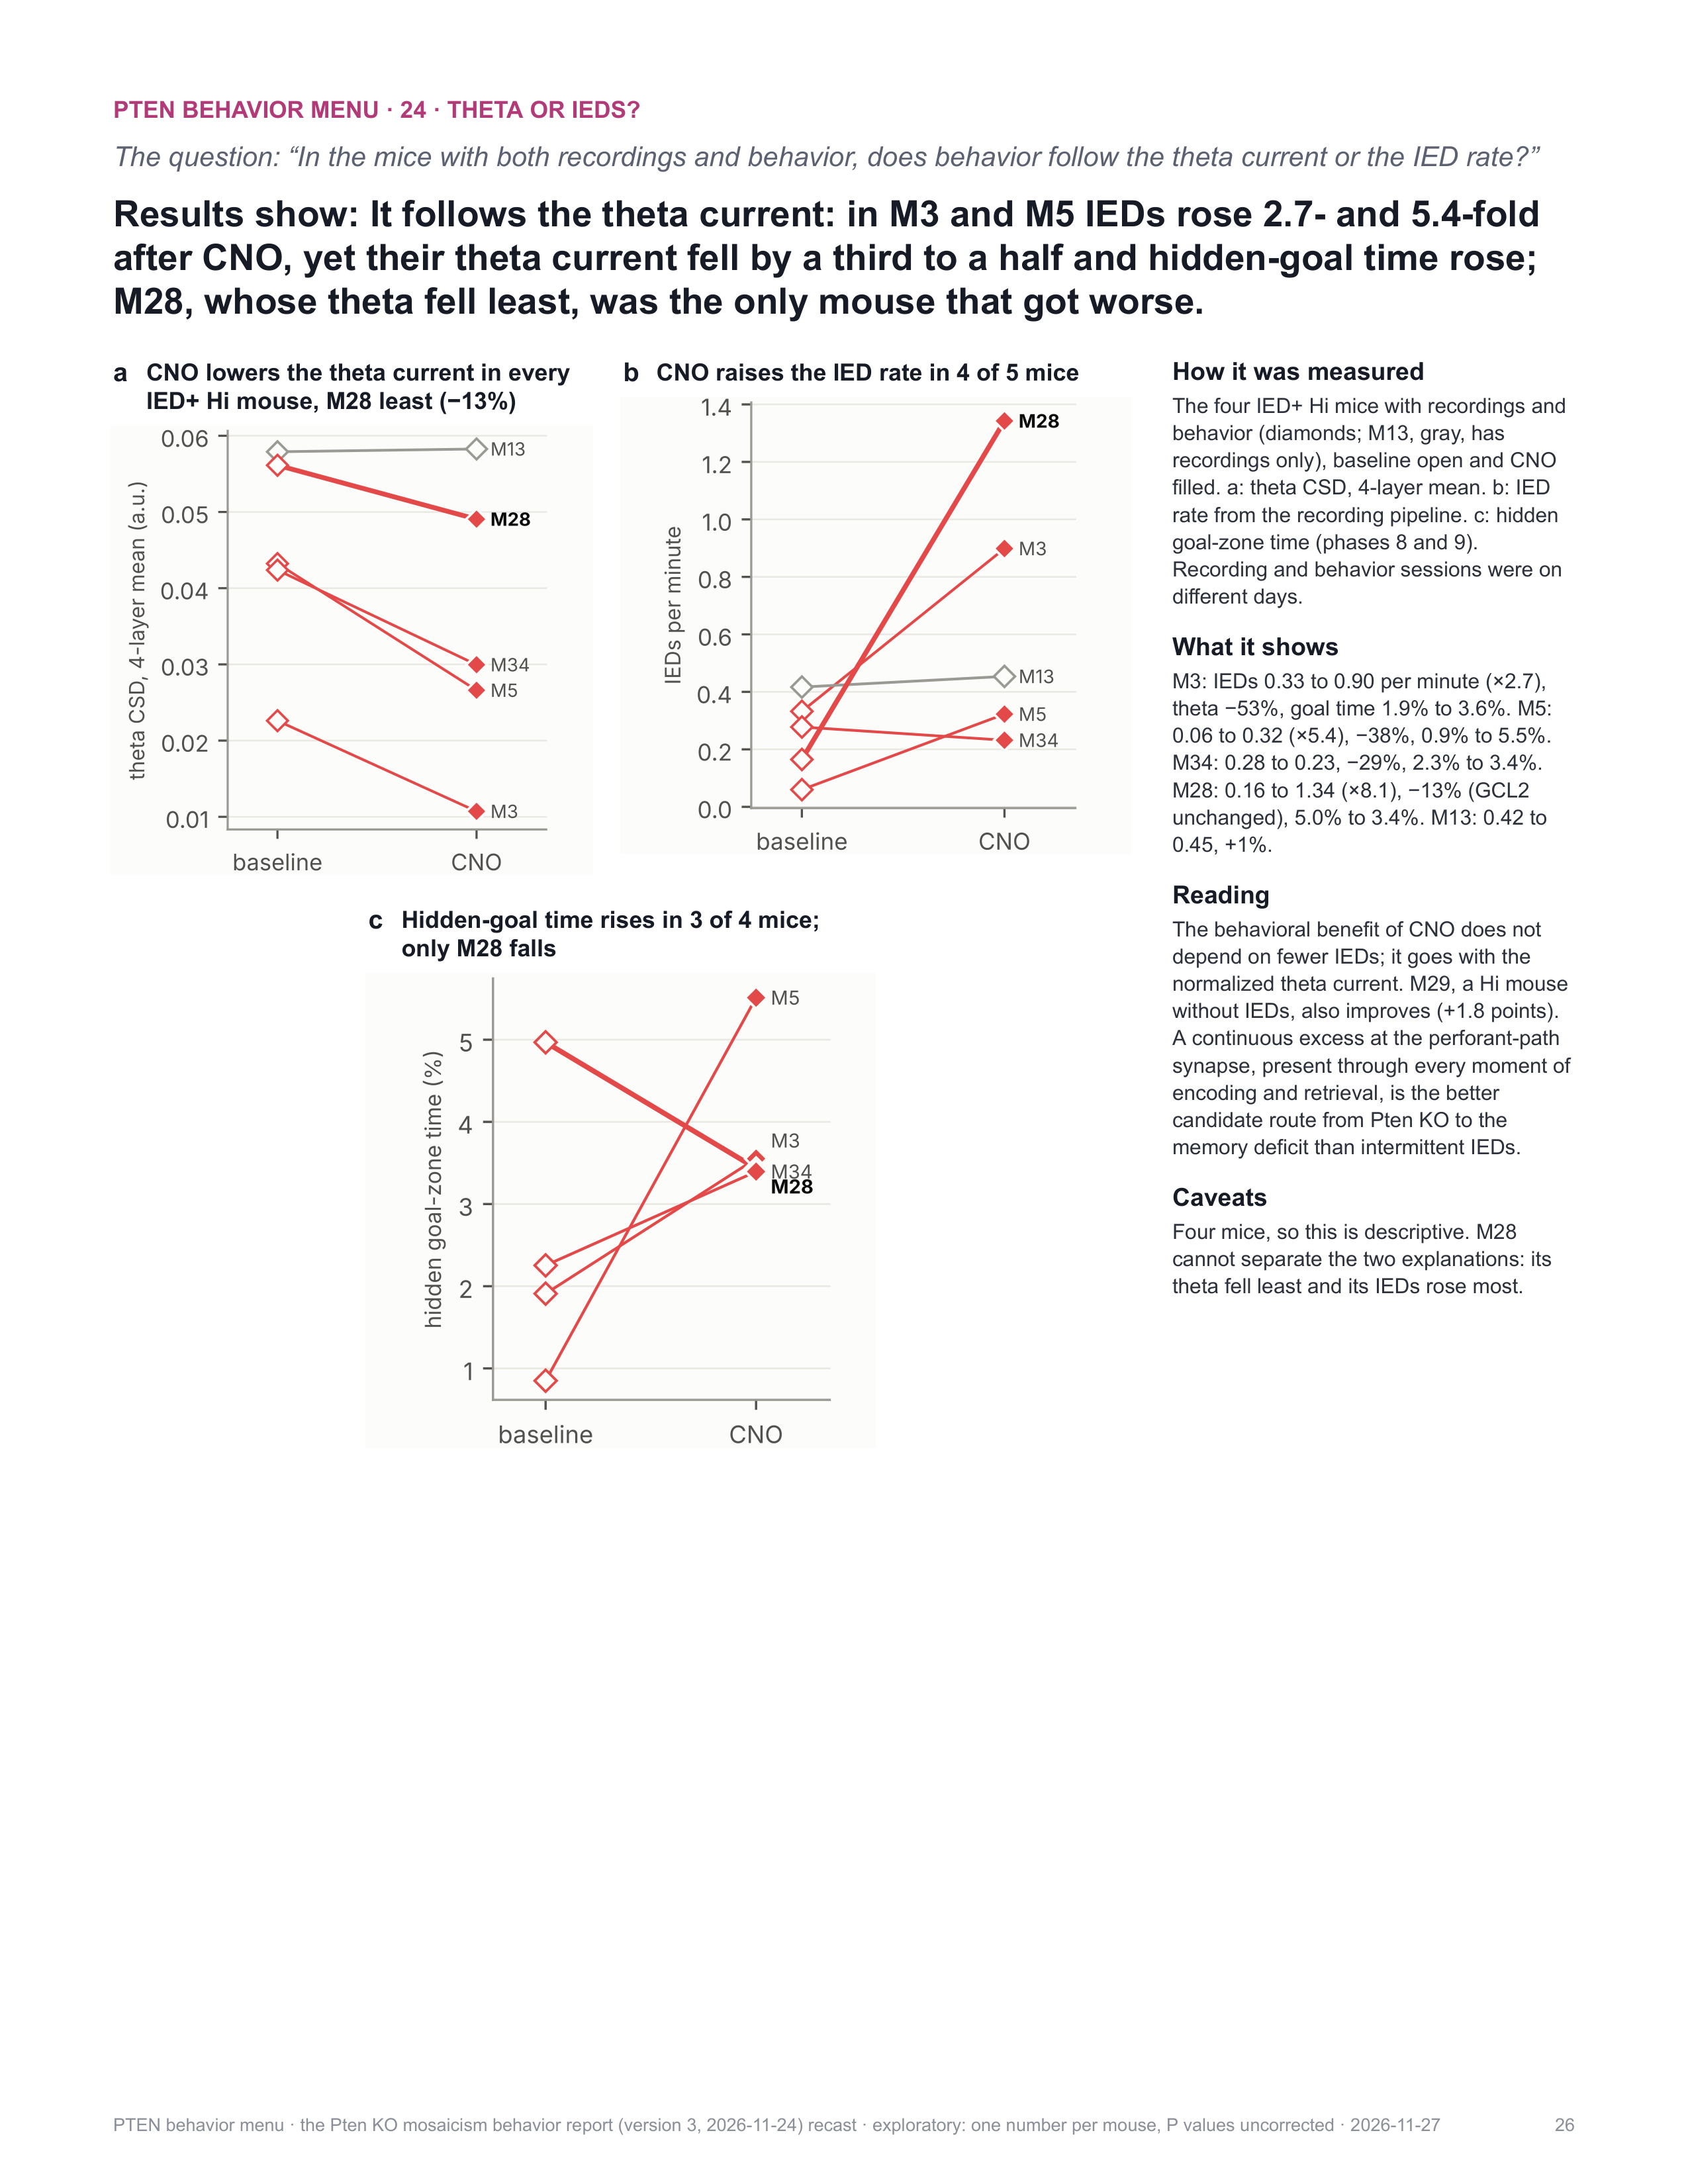 PTEN BEHAVIOR MENU · 24 · THETA OR IEDS?
The question: “In the mice with both recordings and behavior, does behavior follow the theta current or the IED rate?”
Results show: It follows the theta current: in M3 and M5 IEDs rose 2.7- and 5.4-fold
after CNO, yet their theta current fell by a third to a half and hidden-goal time rose;
M28, whose theta fell least, was the only mouse that got worse.
a CNO lowers the theta current in every
IED+ Hi mouse, M28 least (−13%)
0.06
0.05
0.04
0.03
0.02
0.01
theta CSD, 4-layer mean (a.u.)
M13
M28
M34
M5
M3
baseline
CNO
b CNO raises the IED rate in 4 of 5 mice
1.4
1.2
1.0
0.8
0.6
0.4
0.2
0.0
IEDs per minute
M28
M3
M13
M5
M34
baseline
CNO
c Hidden-goal time rises in 3 of 4 mice;
only M28 falls
5
4
3
2
1
hidden goal-zone time (%)
M5
M3
M34
M28
baseline
CNO
How it was measured
The four IED+ Hi mice with recordings and
behavior (diamonds; M13, gray, has
recordings only), baseline open and CNO
filled. a: theta CSD, 4-layer mean. b: IED
rate from the recording pipeline. c: hidden
goal-zone time (phases 8 and 9).
Recording and behavior sessions were on
different days.
What it shows
M3: IEDs 0.33 to 0.90 per minute (×2.7),
theta −53%, goal time 1.9% to 3.6%. M5:
0.06 to 0.32 (×5.4), −38%, 0.9% to 5.5%.
M34: 0.28 to 0.23, −29%, 2.3% to 3.4%.
M28: 0.16 to 1.34 (×8.1), −13% (GCL2
unchanged), 5.0% to 3.4%. M13: 0.42 to
0.45, +1%.
Reading
The behavioral benefit of CNO does not
depend on fewer IEDs; it goes with the
normalized theta current. M29, a Hi mouse
without IEDs, also improves (+1.8 points).
A continuous excess at the perforant-path
synapse, present through every moment of
encoding and retrieval, is the better
candidate route from Pten KO to the
memory deficit than intermittent IEDs.
Caveats
Four mice, so this is descriptive. M28
cannot separate the two explanations: its
theta fell least and its IEDs rose most.
PTEN behavior menu · the Pten KO mosaicism behavior report (version 3, 2026-11-24) recast · exploratory: one number per mouse, P values uncorrected · 2026-11-27
26